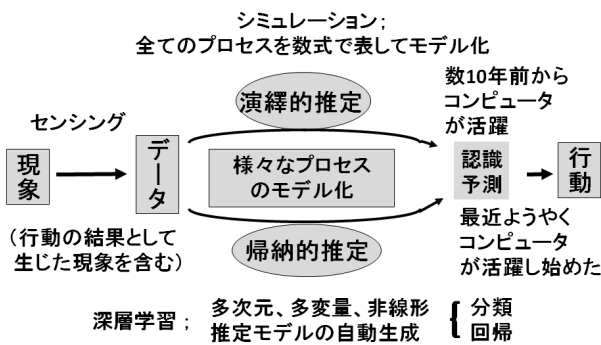 シミュレーション;
全てのプロセスを数式で表してモデル化
演繹的推定
数10年前から
コンピュータ
が活躍
センシング
現象
データ
様々なプロセス
のモデル化
認識
予測
行動
(行動の結果として
生じた現象を含む)
帰納的推定
最近ようやく
コンピュータ
が活躍し始めた
深層学習;
多次元、多変量、非線形
推定モデルの自動生成
{ 分類
回帰